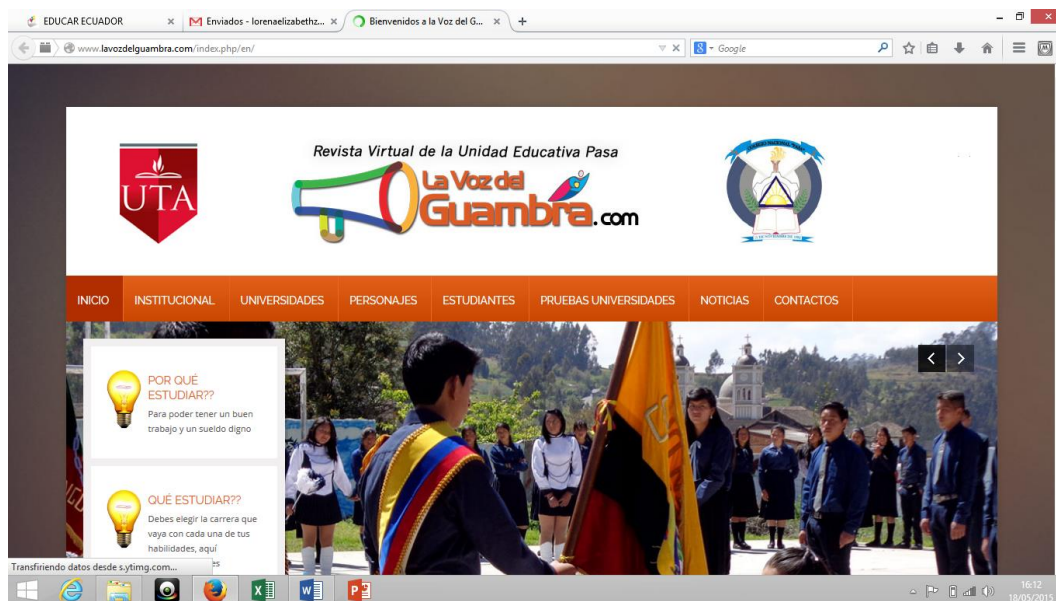 EDUCAR ECUADOR
Enviados - lorenaelizabethz...
Bienvenidos a la Voz del G...
www.lavozdelguambra.com/index.php/en/
Google
UTA
Revista Virtual de la Unidad Educativa Pasa
La Voz del
Guambra.com
INICIO INSTITUCIONAL UNIVERSIDADES PERSONAJES ESTUDIANTES PRUEBAS UNIVERSIDADES NOTICIAS CONTACTOS
POR QUÉ
ESTUDIAR??
Para poder tener un buen
trabajo y un sueldo digno
QUÉ ESTUDIAR??
Debes elegir la carrera que
vaya con cada una de tus
habilidades, aquí
Transfiriendo datos desde s.ytimg.com...
16:12
18/05/2015